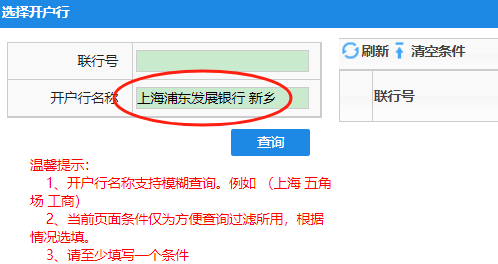 选择开户行
联行号
开户行名称 上海浦东发展银行 新乡
查询
温馨提示:
1、开户行名称支持模糊查询。例如 （上海 五角
场 工商）
2、当前页面条件仅为方便查询过滤所用，根据
情况选填。
3、请至少填写一个条件
刷新 清空条件
联行号